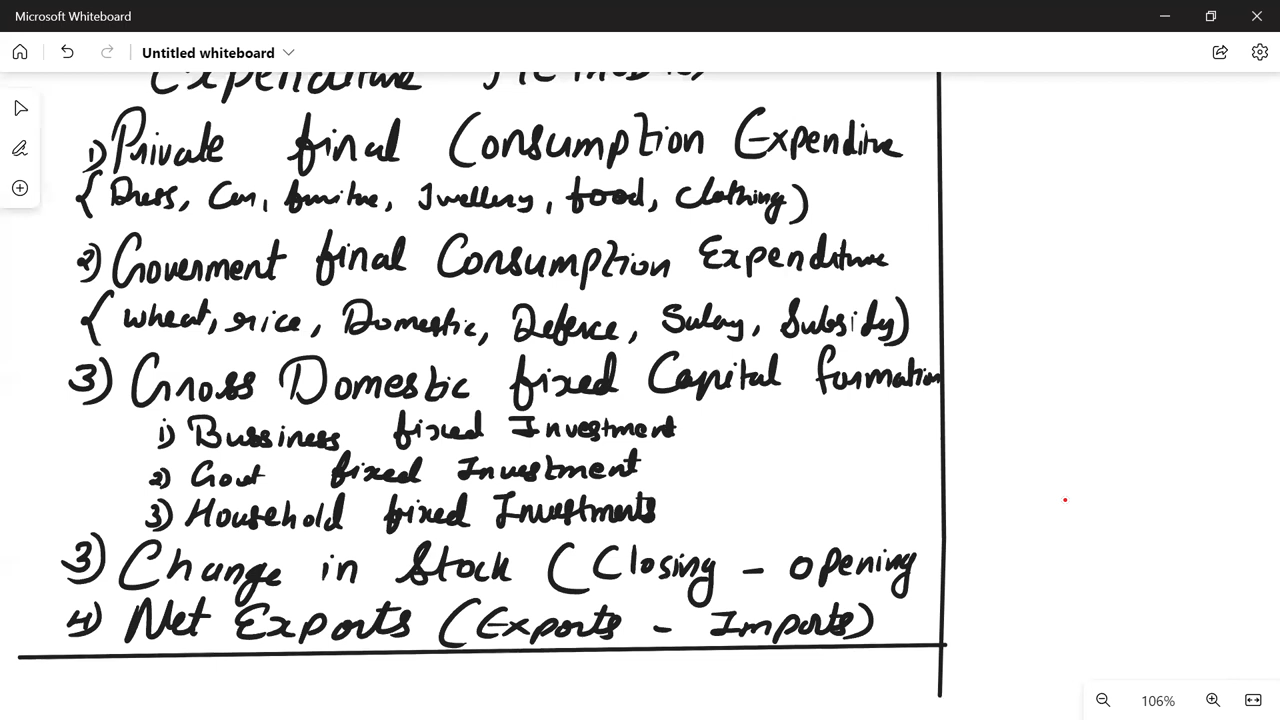 Microsoft Whiteboard
Untitled whiteboard
Expenditure
1) Private final Consumption Expenditre
{ Dress, Car, furnitre, Jwellery, food, Clothing)
2) Government final Consumption Expenditure
{ wheat, rice, Domestic, Defence, Salary, Subsidy)
3) Gross Domestic fixed Capital formation
1) Bussiness fixed Investment
2) Govt fixed Investment
3) Household fixed Investments
3) Change in Stock ( Closing - opening
4) Net Exports (Exports - Imports)
106%